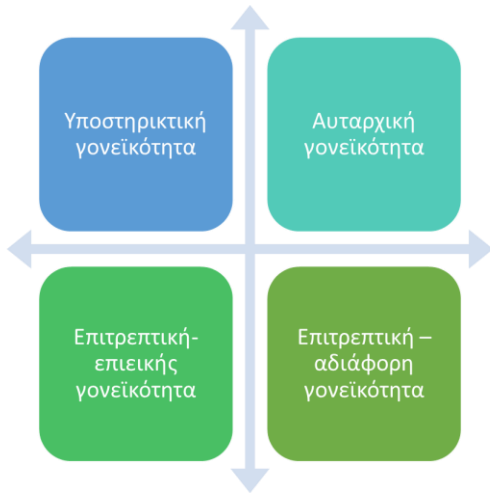 Υποστηρικτική
γονεϊκότητα
Αυταρχική
γονεϊκότητα
Επιτρεπτική-
επιεικής
γονεϊκότητα
Επιτρεπτική –
αδιάφορη
γονεϊκότητα